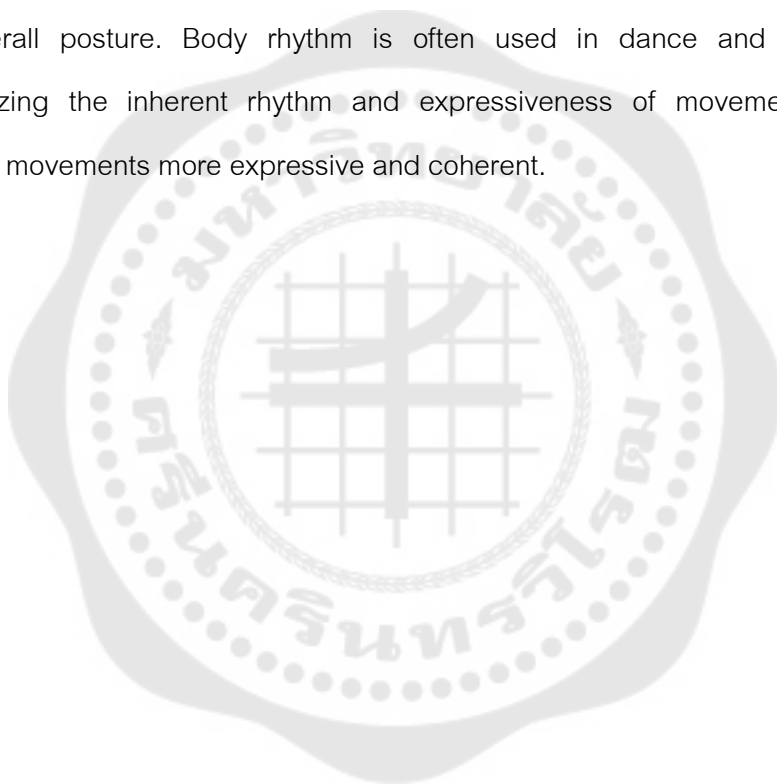 erall posture. Body rhythm is often used in dance and
zing the inherent rhythm and expressiveness of moveme
movements more expressive and coherent.
มหาวิทยาลัย
ศรีนครินทรวิโรฒ